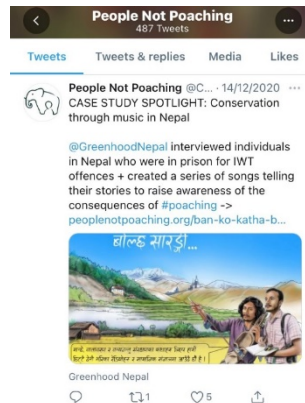 People Not Poaching
487 Tweets
Tweets Tweets & replies Media Likes
People Not Poaching @C... · 14/12/2020
CASE STUDY SPOTLIGHT: Conservation
through music in Nepal
@GreenhoodNepal interviewed individuals
in Nepal who were in prison for IWT
offences + created a series of songs telling
their stories to raise awareness of the
consequences of #poaching ->
peoplenotpoaching.org/ban-ko-katha-b...
Greenhood Nepal
1 5